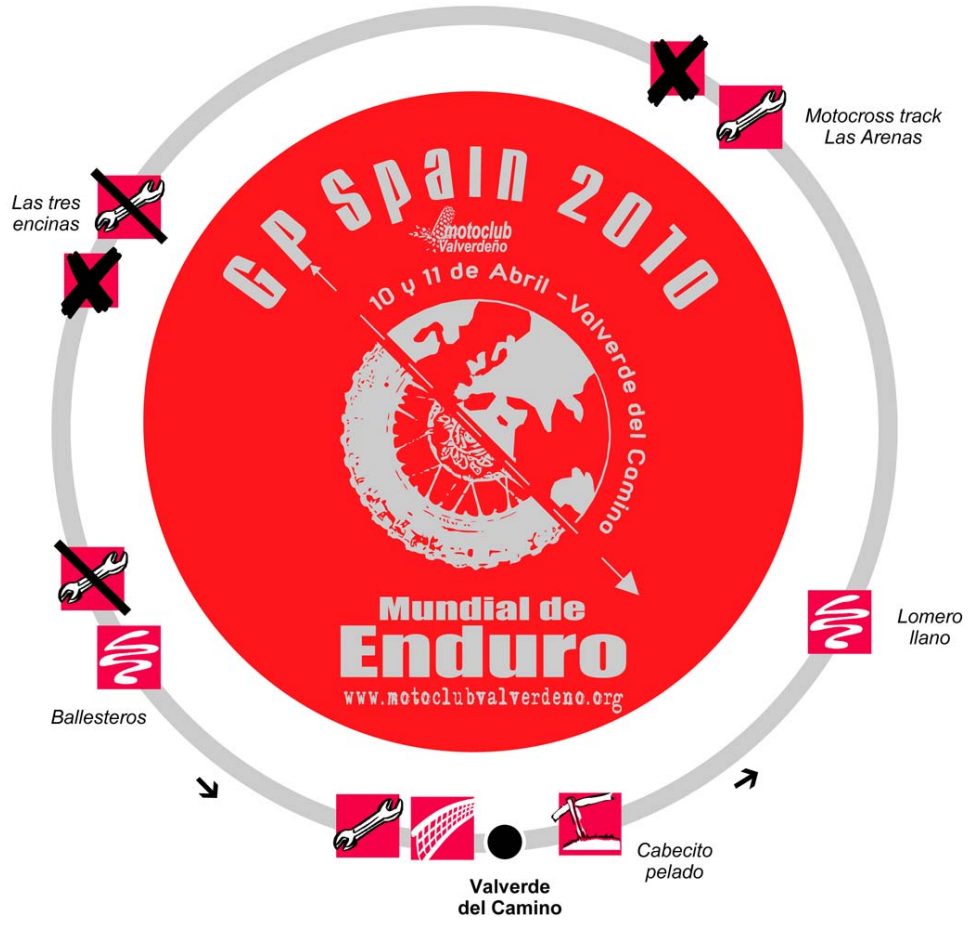 Motocross track
Las Arenas
Las tres
encinas
GP Spain 2010
motoclub
Valverdeño
10 y 11 de Abril -Valverde del Camino
Mundial de
Enduro
www.motoclubvalverdeno.org
Lomero
llano
Ballesteros
Cabecito
pelado
Valverde
del Camino